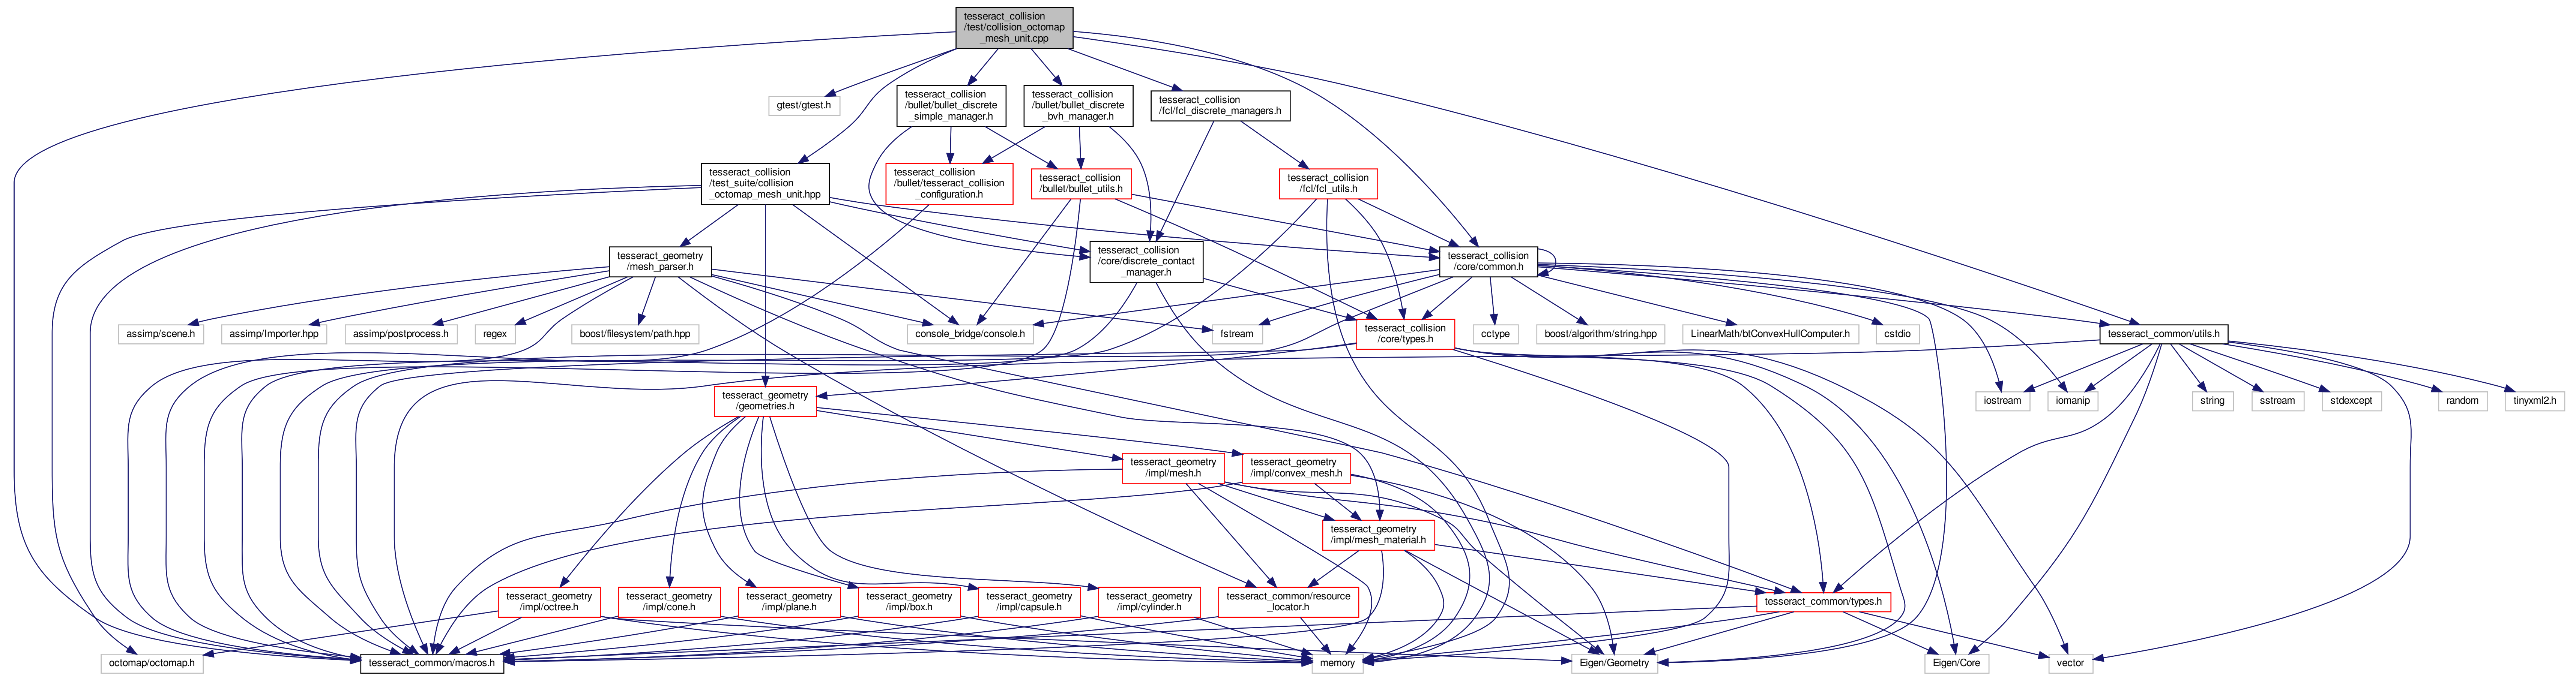 tesseract_collision
/test/collision_octomap
_mesh_unit.cpp
gtest/gtest.h
tesseract_collision
/bullet/bullet_discrete
_simple_manager.h
tesseract_collision
/bullet/bullet_discrete
_bvh_manager.h
tesseract_collision
/fcl/fcl_discrete_managers.h
tesseract_collision
/test_suite/collision
_octomap_mesh_unit.hpp
tesseract_collision
/bullet/tesseract_collision
_configuration.h
tesseract_collision
/bullet/bullet_utils.h
tesseract_collision
/fcl/fcl_utils.h
tesseract_geometry
/mesh_parser.h
tesseract_collision
/core/discrete_contact
_manager.h
tesseract_collision
/core/common.h
assimp/scene.h
assimp/Importer.hpp
assimp/postprocess.h
regex
boost/filesystem/path.hpp
console_bridge/console.h
fstream
tesseract_collision
/core/types.h
cctype
boost/algorithm/string.hpp
LinearMath/btConvexHullComputer.h
cstdio
tesseract_common/utils.h
tesseract_geometry
/geometries.h
iostream
iomanip
string
sstream
stdexcept
random
tinyxml2.h
tesseract_geometry
/impl/mesh.h
tesseract_geometry
/impl/convex_mesh.h
tesseract_geometry
/impl/mesh_material.h
tesseract_geometry
/impl/octree.h
tesseract_geometry
/impl/cone.h
tesseract_geometry
/impl/plane.h
tesseract_geometry
/impl/box.h
tesseract_geometry
/impl/capsule.h
tesseract_geometry
/impl/cylinder.h
tesseract_common/resource
_locator.h
tesseract_common/types.h
octomap/octomap.h
tesseract_common/macros.h
memory
Eigen/Geometry
Eigen/Core
vector